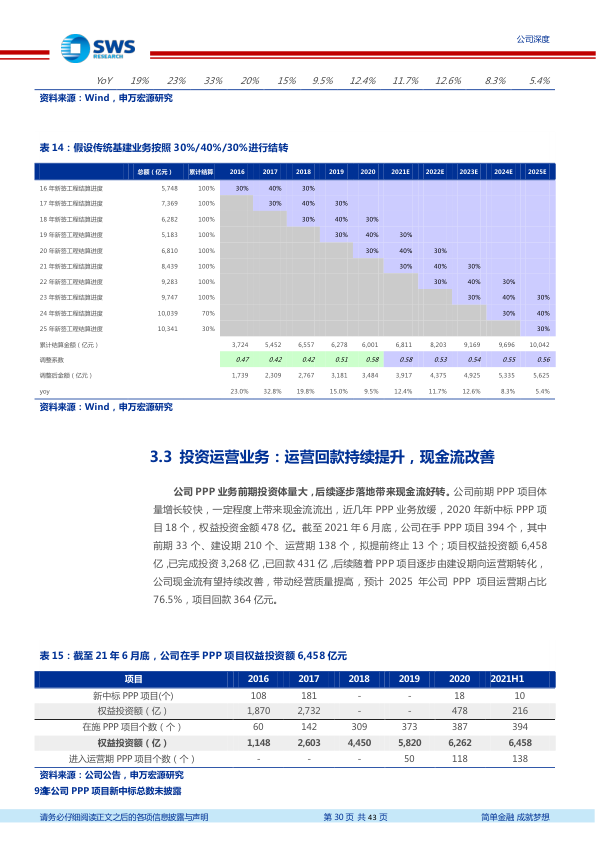 SWS
RESEARCH
公司深度
YoY 19% 23% 33% 20% 15% 9.5% 12.4% 11.7% 12.6% 8.3% 5.4%
资料来源：Wind，申万宏源研究
表 14：假设传统基建业务按照 30%/40%/30%进行结转
总额（亿元） 累计结算 2016 2017 2018 2019 2020 2021E 2022E 2023E 2024E 2025E
16 年新签工程结算进度 5,748 100% 30% 40% 30%
17 年新签工程结算进度 7,369 100% 30% 40% 30%
18 年新签工程结算进度 6,282 100% 30% 40% 30%
19 年新签工程结算进度 5,183 100% 30% 40% 30%
20 年新签工程结算进度 6,810 100% 30% 40% 30%
21 年新签工程结算进度 8,439 100% 30% 40% 30%
22 年新签工程结算进度 9,283 100% 30% 40% 30%
23 年新签工程结算进度 9,747 100% 30% 40% 30%
24 年新签工程结算进度 10,039 70% 30% 40%
25 年新签工程结算进度 10,341 30% 30%
累计结算金额（亿元） 3,724 5,452 6,557 6,278 6,001 6,811 8,203 9,169 9,696 10,042
调整系数 0.47 0.42 0.42 0.51 0.58 0.58 0.53 0.54 0.55 0.56
调整后金额（亿元） 1,739 2,309 2,767 3,181 3,484 3,917 4,375 4,925 5,335 5,625
yoy 23.0% 32.8% 19.8% 15.0% 9.5% 12.4% 11.7% 12.6% 8.3% 5.4%
资料来源：Wind，申万宏源研究
3.3 投资运营业务：运营回款持续提升，现金流改善
公司 PPP 业务前期投资体量大，后续逐步落地带来现金流好转。公司前期 PPP 项目体
量增长较快，一定程度上带来现金流流出，近几年 PPP 业务放缓，2020 年新中标 PPP 项
目 18 个，权益投资金额 478 亿。截至 2021 年 6 月底，公司在手 PPP 项目 394 个，其中
前期 33 个、建设期 210 个、运营期 138 个，拟提前终止 13 个；项目权益投资额 6,458
亿，已完成投资 3,268 亿，已回款 431 亿，后续随着 PPP 项目逐步由建设期向运营期转化，
公司现金流有望持续改善，带动经营质量提高，预计 2025 年公司 PPP 项目运营期占比
76.5%，项目回款 364 亿元。
表 15：截至 21 年 6 月底，公司在手 PPP 项目权益投资额 6,458 亿元
项目 2016 2017 2018 2019 2020 2021H1
新中标 PPP 项目(个) 108 181 - - 18 10
权益投资额（亿） 1,870 2,732 - - 478 216
在施 PPP 项目个数（个） 60 142 309 373 387 394
权益投资额（亿） 1,148 2,603 4,450 5,820 6,262 6,458
进入运营期 PPP 项目个数（个） - - - 50 118 138
资料来源：公司公告，申万宏源研究
公司 PPP 项目新中标总数未披露
请务必仔细阅读正文之后的各项信息披露与声明 第 30 页 共 43 页 简单金融 成就梦想